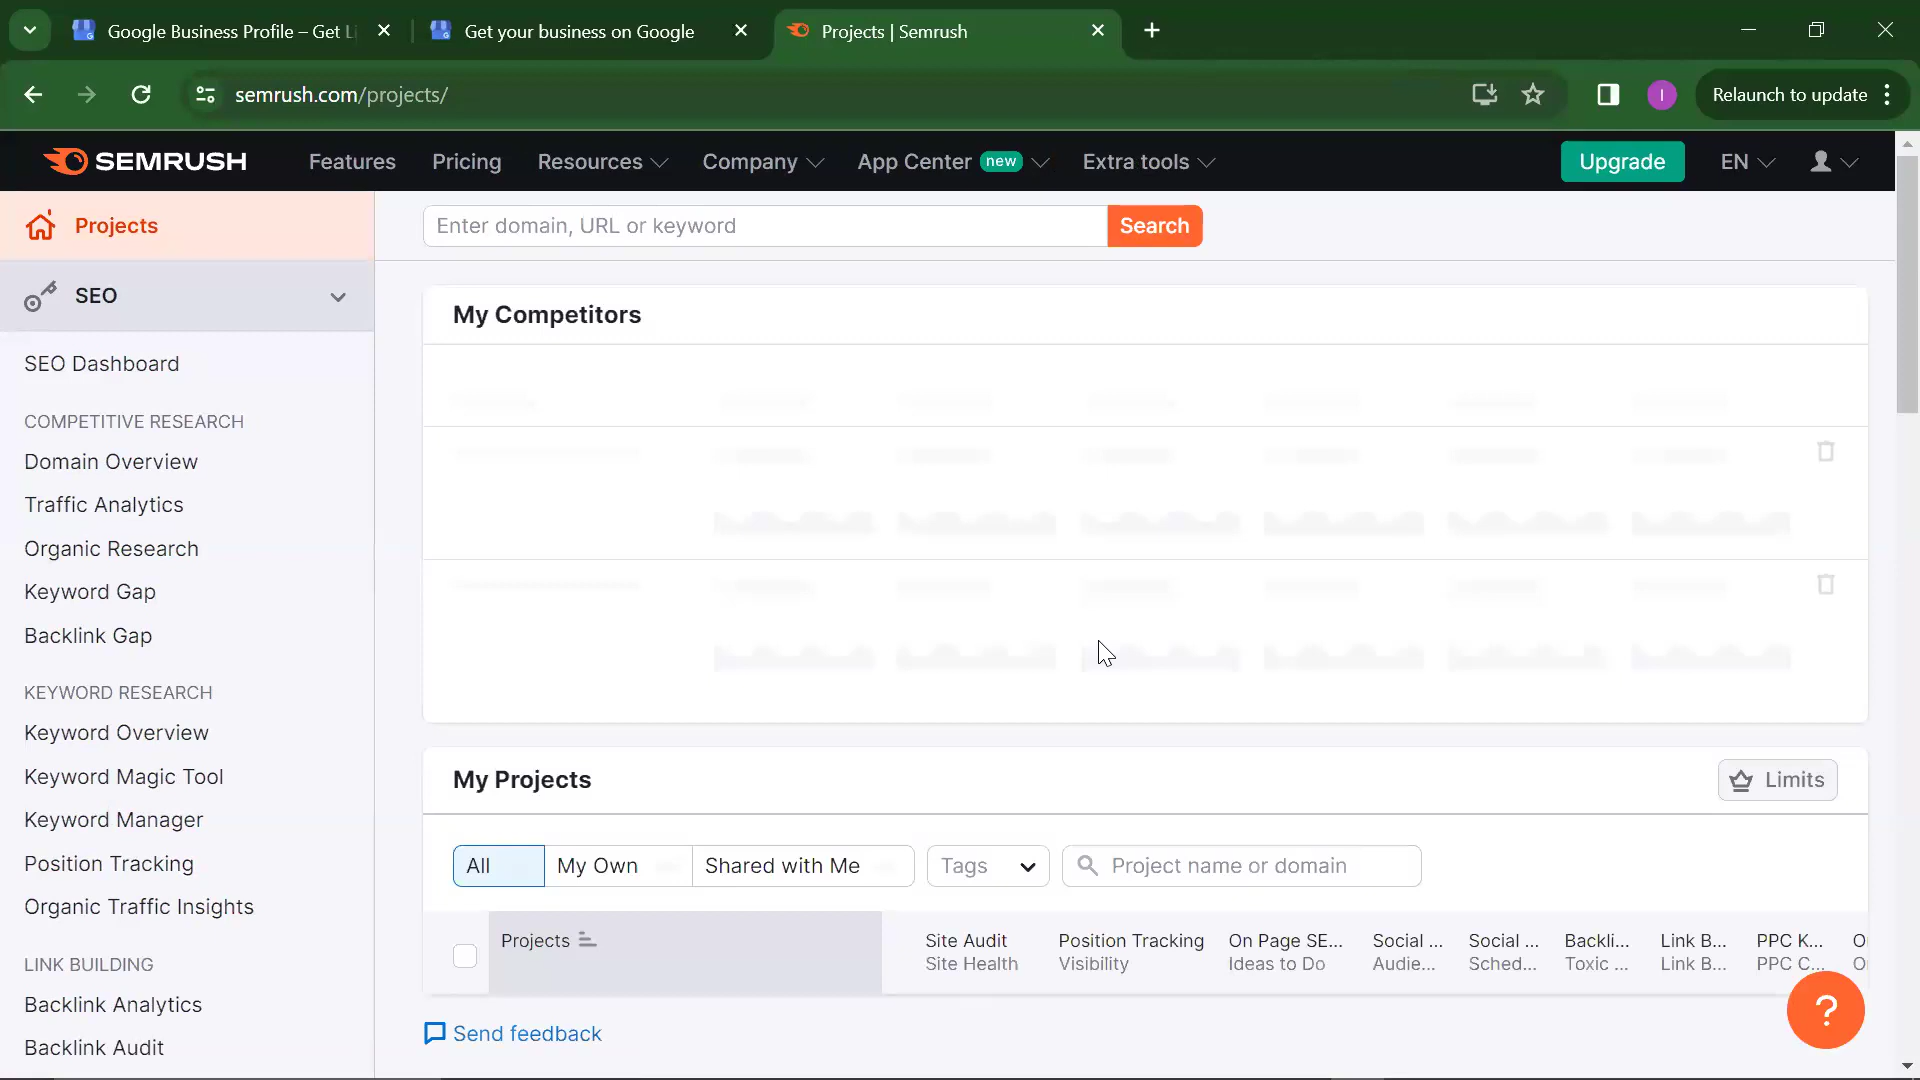 Google Business Profile – Get Li
Get your business on Google
Projects | Semrush
semrush.com/projects/
I
Relaunch to update
SEMRUSH
Features
Pricing
Resources
Company
App Center new
Extra tools
Upgrade
EN
Projects
Enter domain, URL or keyword
Search
SEO
My Competitors
SEO Dashboard
COMPETITIVE RESEARCH
Domain Overview
Traffic Analytics
Organic Research
Keyword Gap
Backlink Gap
KEYWORD RESEARCH
Keyword Overview
Keyword Magic Tool
Keyword Manager
Position Tracking
Organic Traffic Insights
LINK BUILDING
Backlink Analytics
Backlink Audit
My Projects
Limits
All
My Own
Shared with Me
Tags
Project name or domain
Projects
Site Audit
Site Health
Position Tracking
Visibility
On Page SE...
Ideas to Do
Social ...
Audie...
Social ...
Sched...
Backli...
Toxic ...
Link B...
Link B...
PPC K...
PPC C...
Send feedback
?